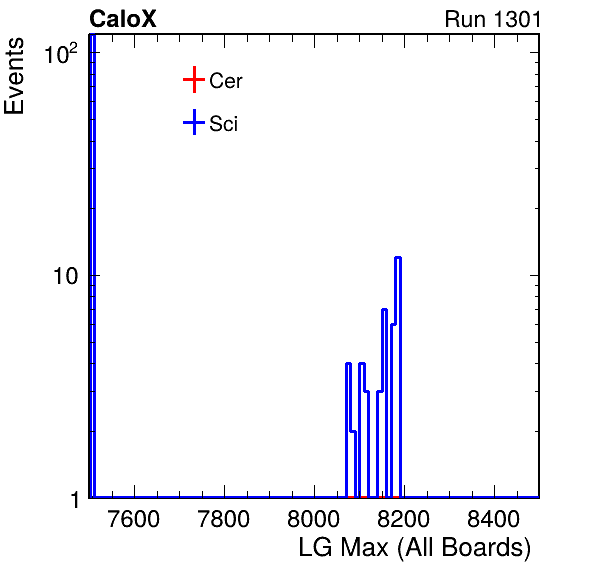 CaloX Run 1301
Events
10²
10
1
Cer
Sci
7600 7800 8000 8200 8400
LG Max (All Boards)